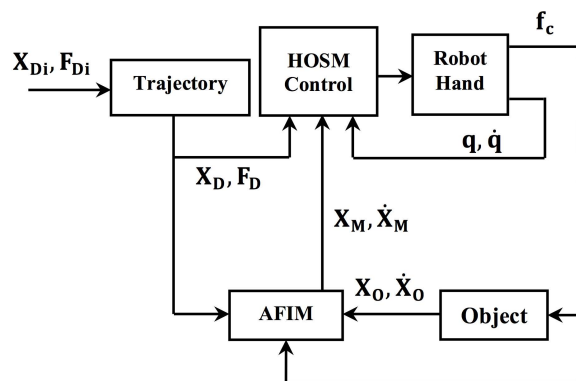 f_c
X_Di, F_Di
Trajectory
HOSM
Control
Robot
Hand
q, q̇
X_D, F_D
X_M, Ẋ_M
X_O, Ẋ_O
AFIM
Object